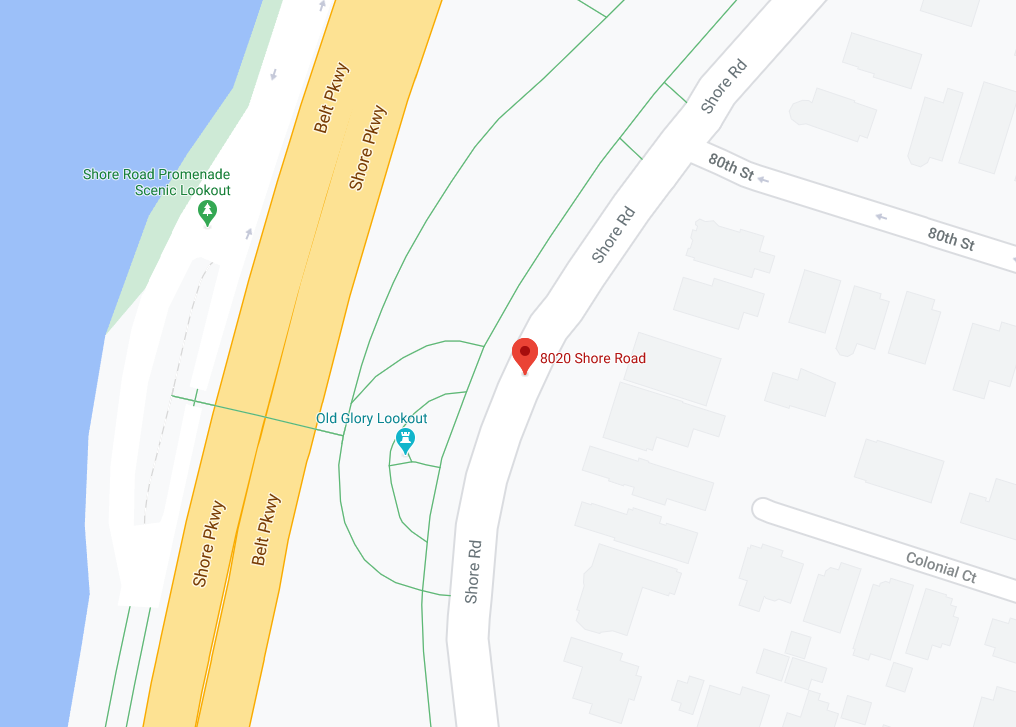 Belt Pkwy
Shore Pkwy
Shore Rd
80th St
Shore Road Promenade
Scenic Lookout
Shore Rd
80th St
8020 Shore Road
Old Glory Lookout
Shore Pkwy
Belt Pkwy
Shore Rd
Colonial Ct